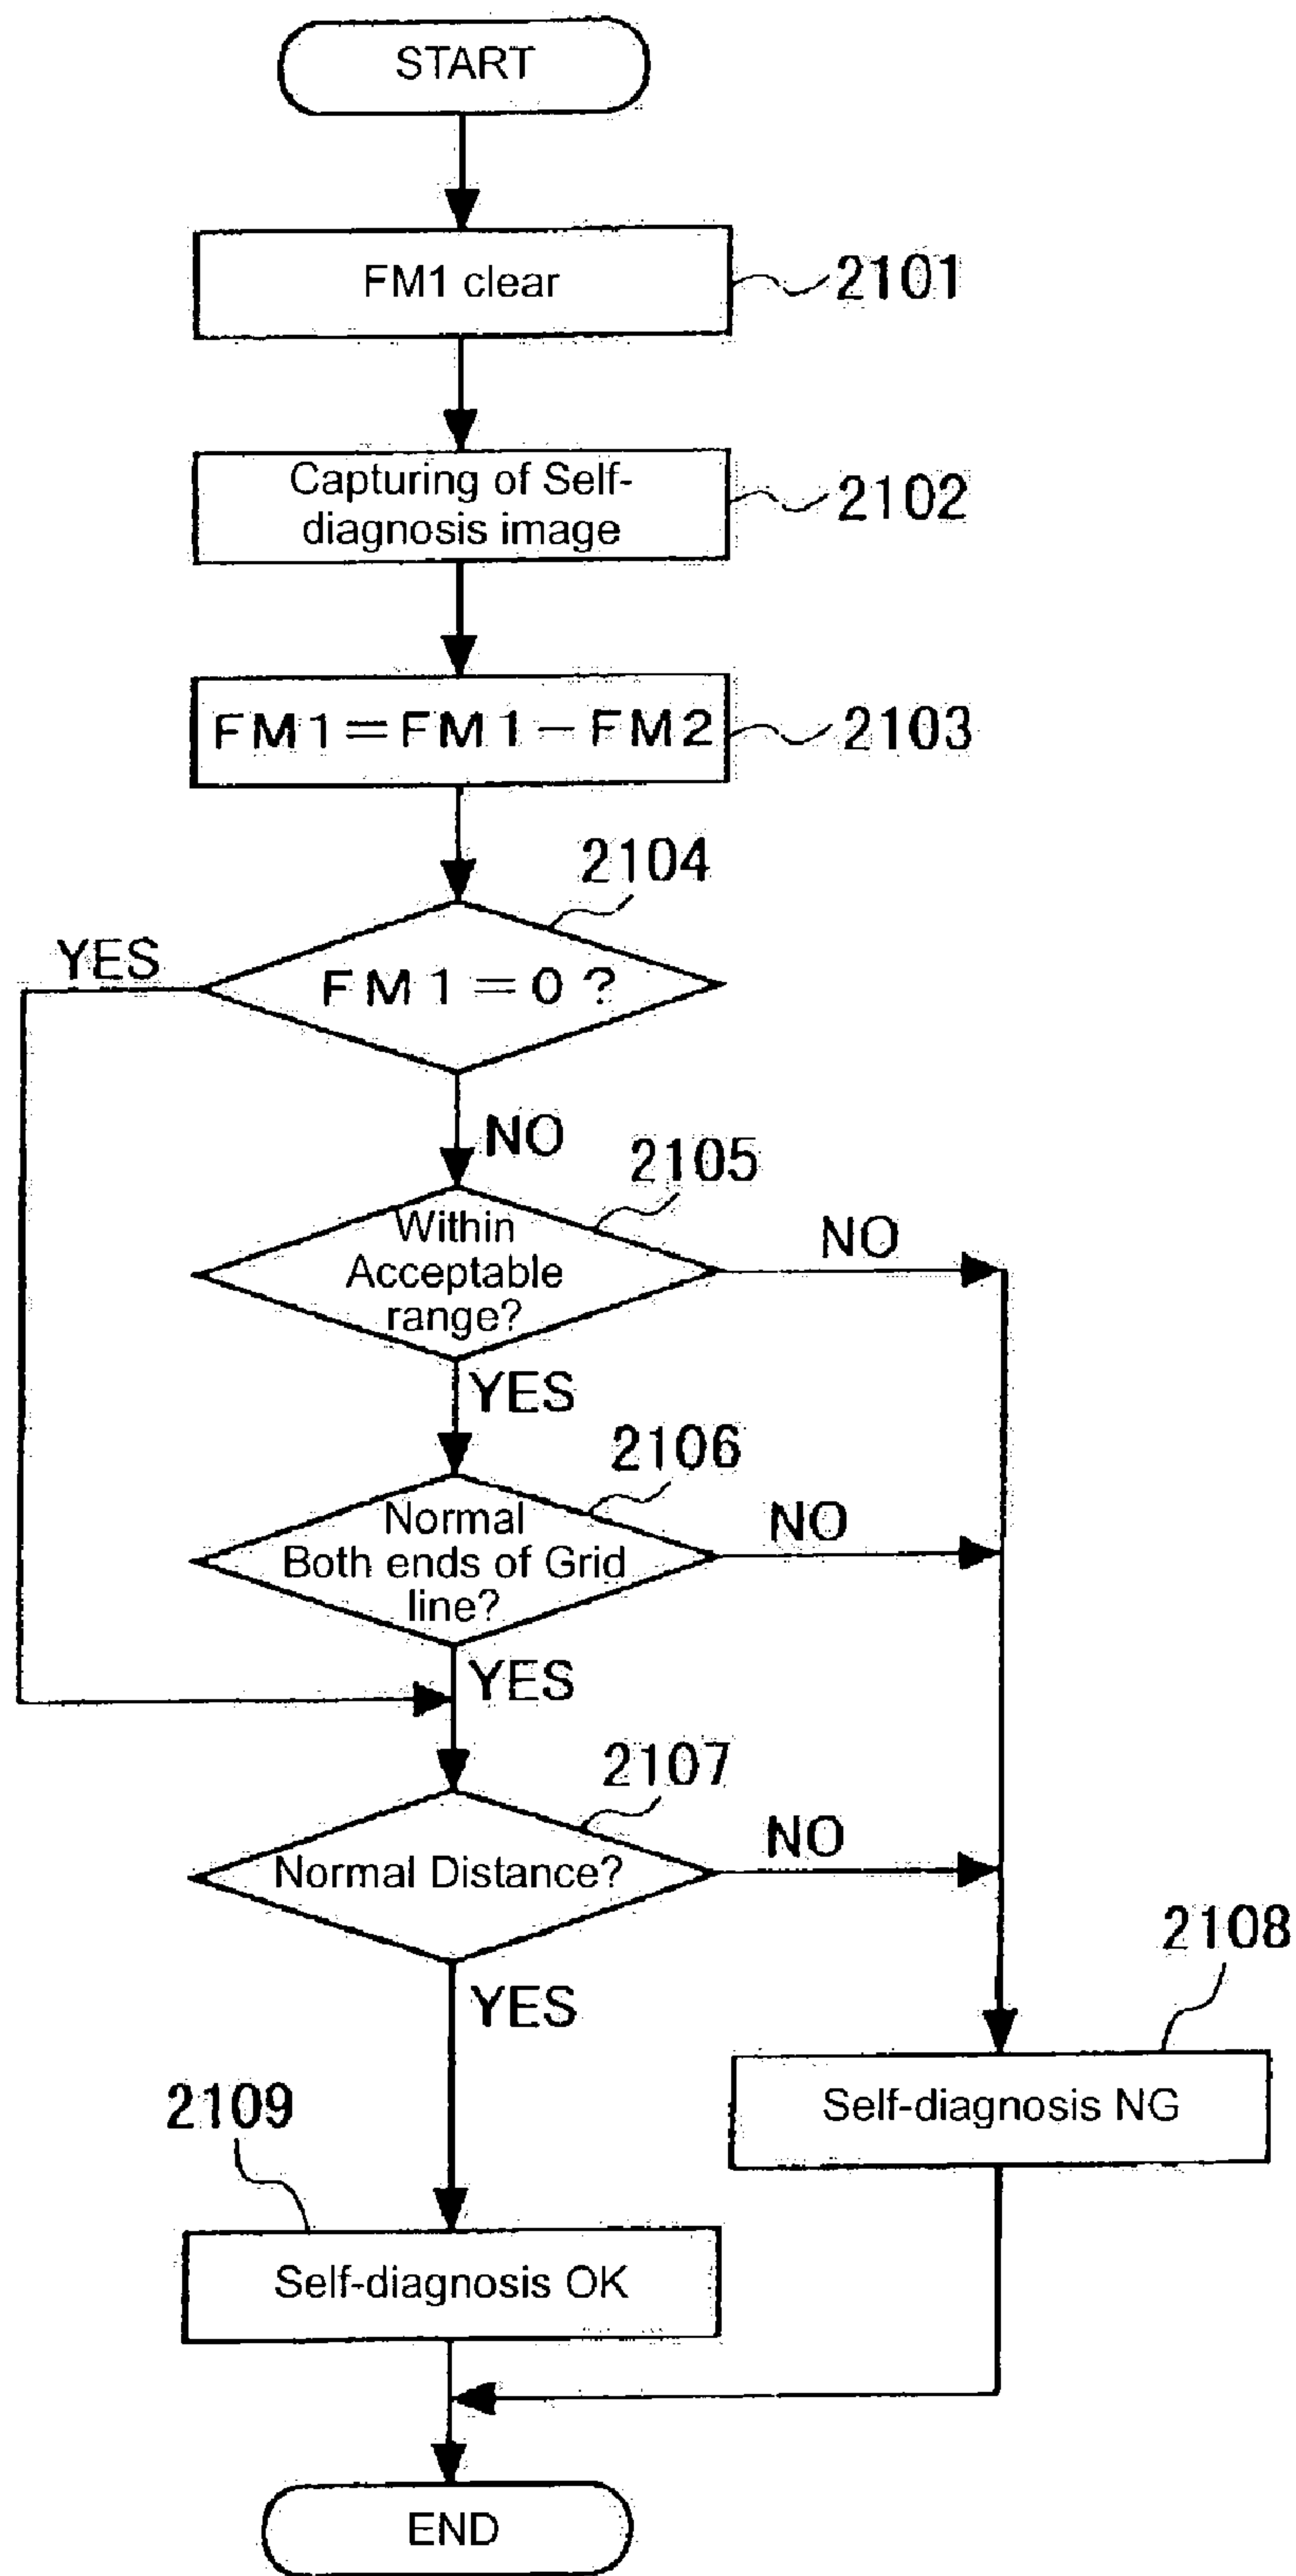 START
FM1 clear
2101
Capturing of Self-
diagnosis image
2102
FM1=FM1-FM2
2103
2104
YES
FM1=0?
NO
2105
Within
Acceptable
range?
NO
YES
2106
Normal
Both ends of Grid
line?
NO
YES
2107
Normal Distance?
NO
YES
2108
Self-diagnosis NG
2109
Self-diagnosis OK
END